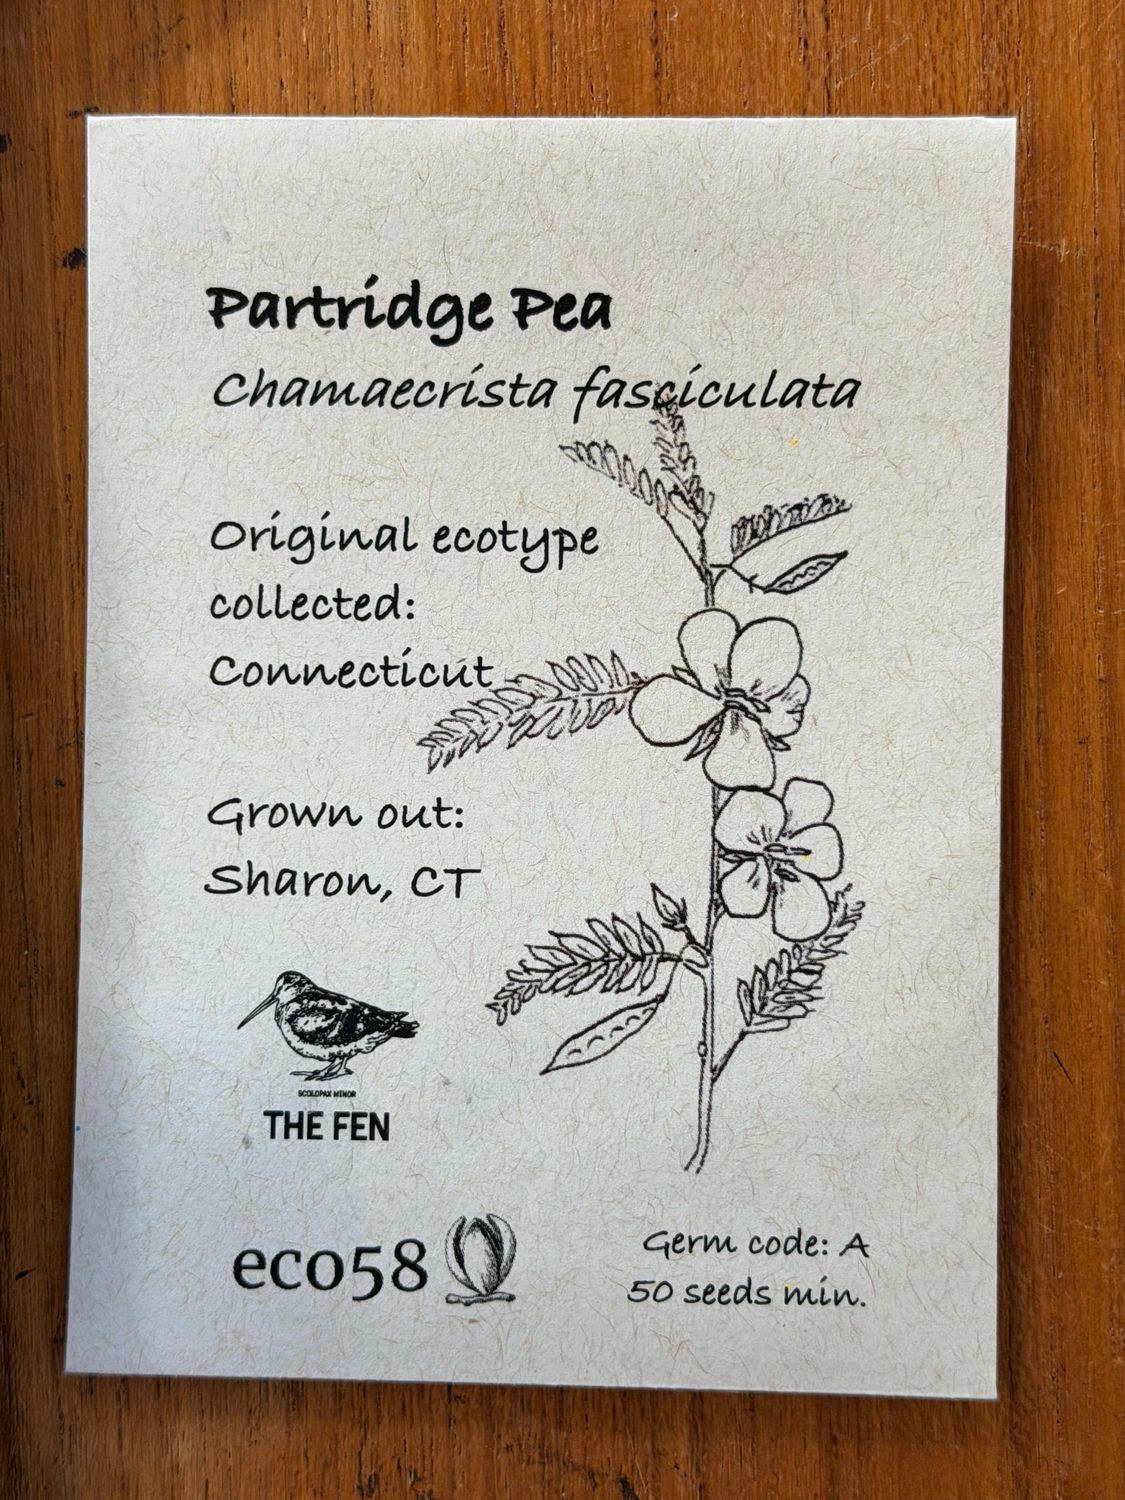 Partridge Pea
Chamaecrista fasciculata
Original ecotype
collected:
Connecticut
Grown out:
Sharon, CT
SCOLOPAX MINOR
THE FEN
eco58
Germ code: A
50 seeds min.